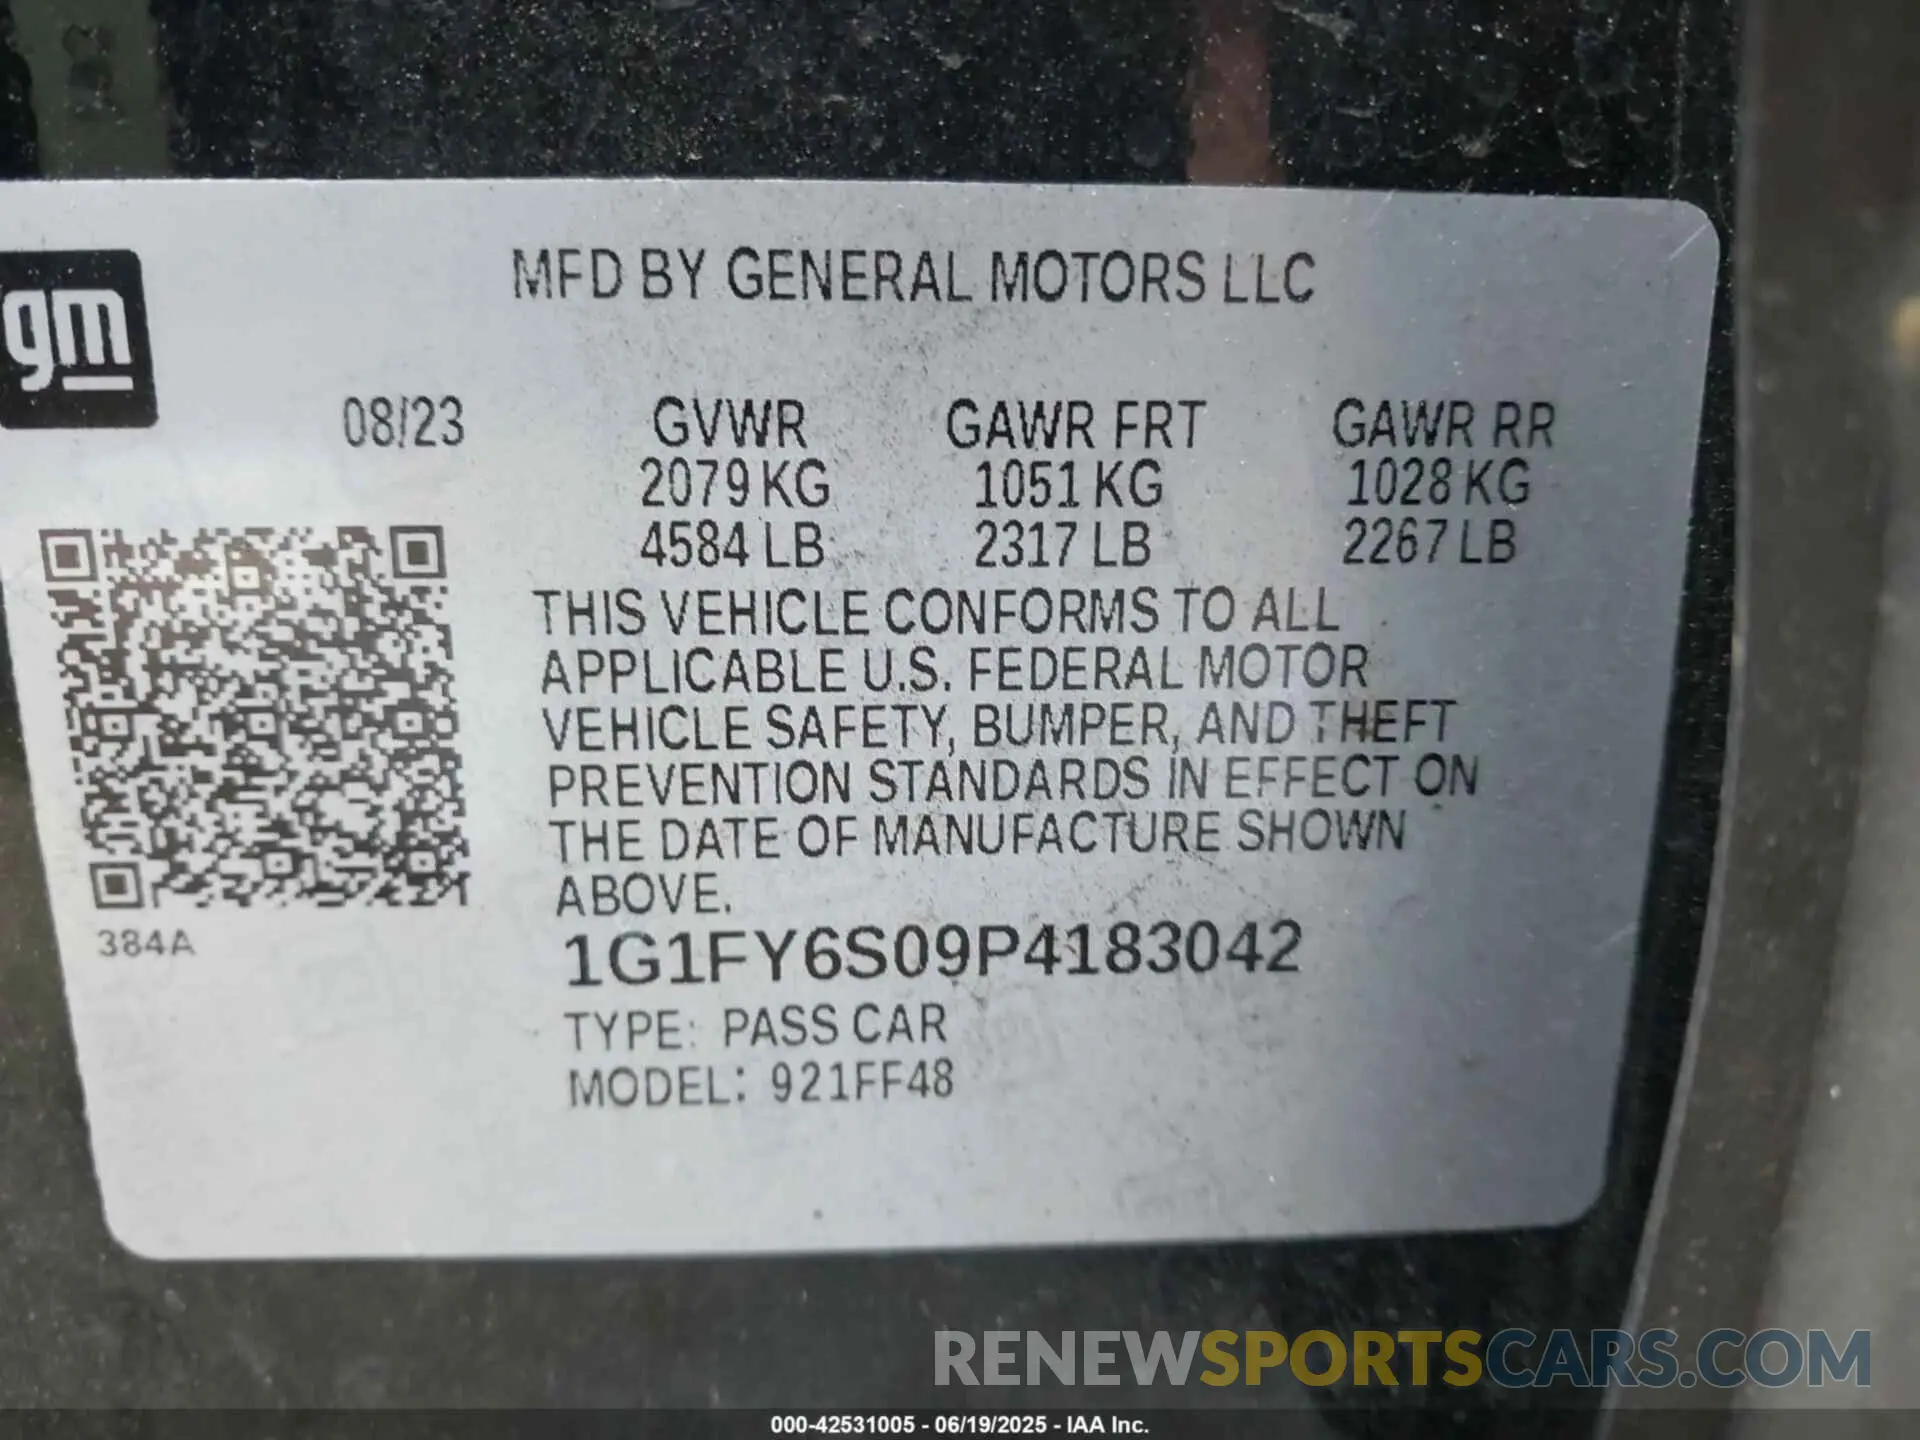 gm
MFD BY GENERAL MOTORS LLC
08/23 GVWR GAWR FRT GAWR RR
2079 KG 1051 KG 1028 KG
4584 LB 2317 LB 2267 LB
THIS VEHICLE CONFORMS TO ALL
APPLICABLE U.S. FEDERAL MOTOR
VEHICLE SAFETY, BUMPER, AND THEFT
PREVENTION STANDARDS IN EFFECT ON
THE DATE OF MANUFACTURE SHOWN
ABOVE.
384A
1G1FY6S09P4183042
TYPE: PASS CAR
MODEL: 921FF48
RENEWSPORTSCARS.COM
000-42531005 - 06/19/2025 - IAA Inc.